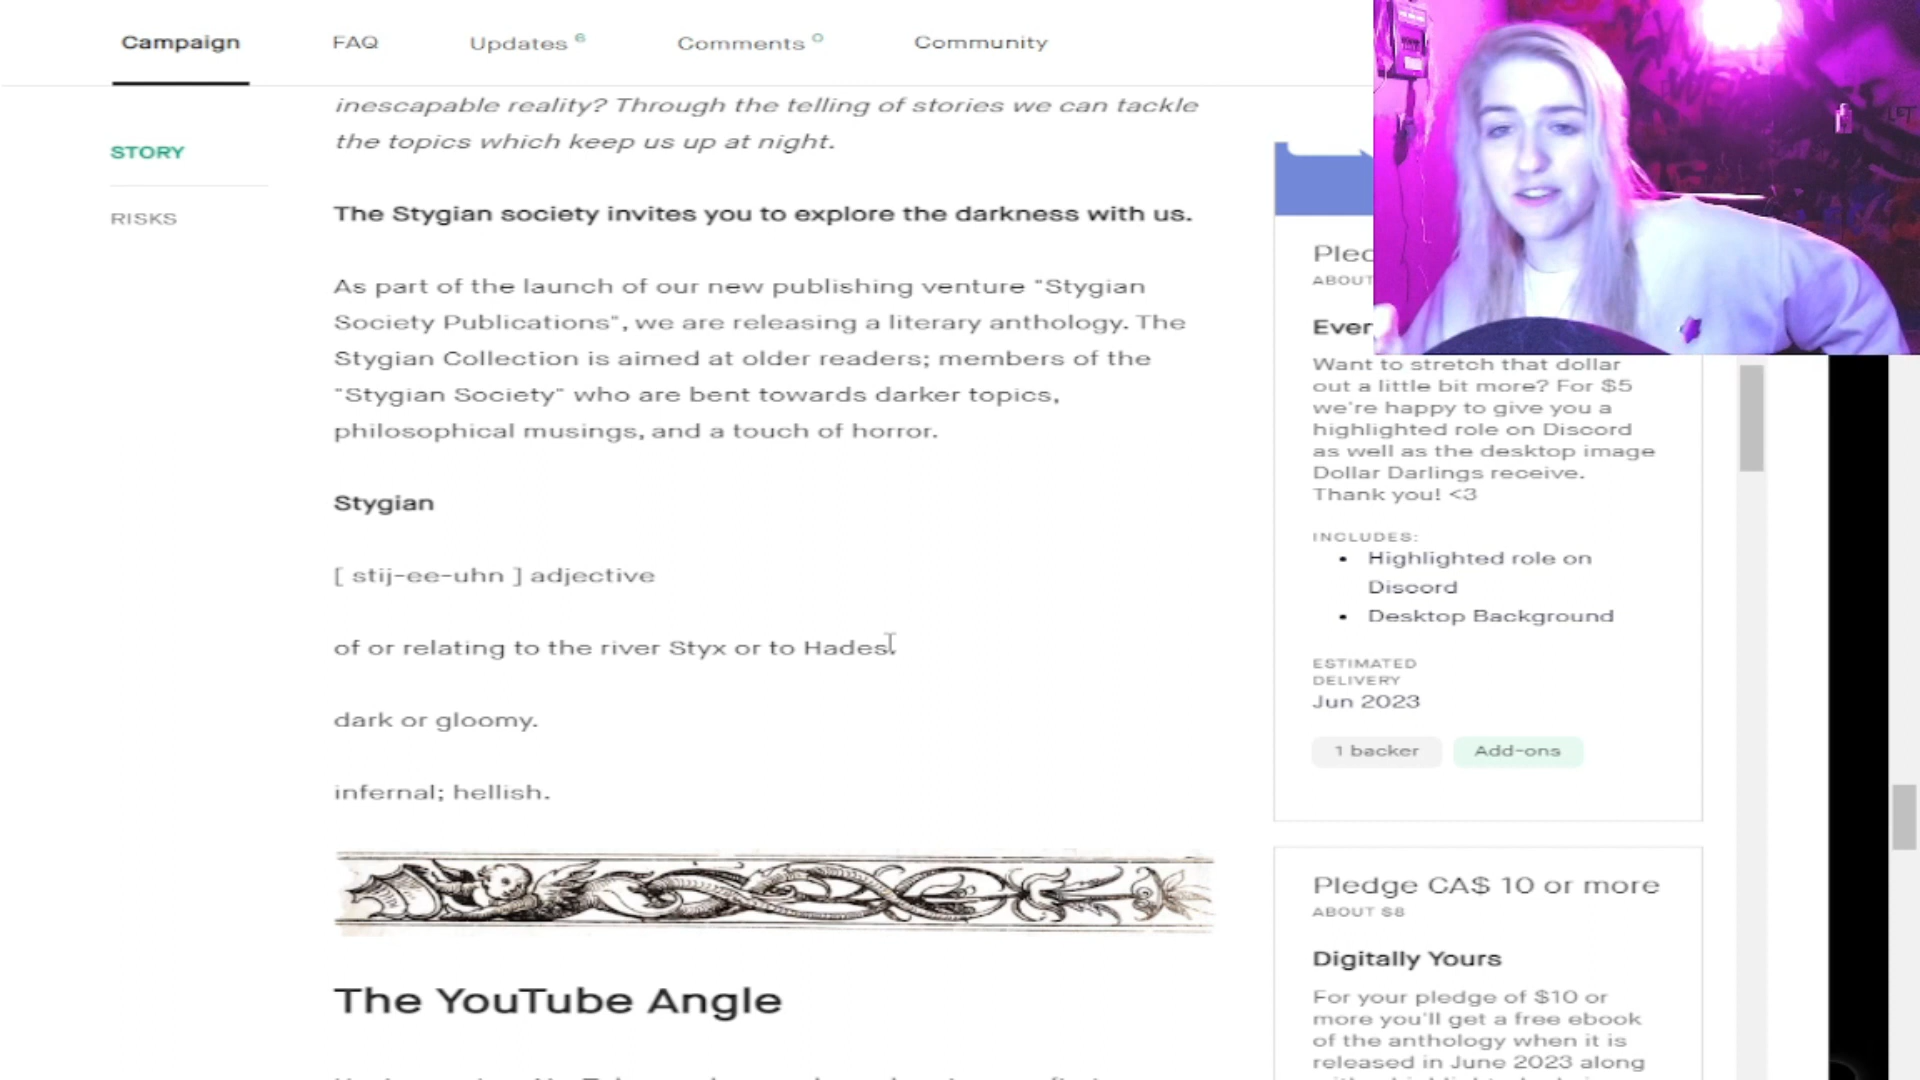 Campaign FAQ Updates 6 Comments 0 Community
STORY
RISKS
inescapable reality? Through the telling of stories we can tackle
the topics which keep us up at night.
The Stygian society invites you to explore the darkness with us.
As part of the launch of our new publishing venture "Stygian
Society Publications", we are releasing a literary anthology. The
Stygian Collection is aimed at older readers; members of the
"Stygian Society" who are bent towards darker topics,
philosophical musings, and a touch of horror.
Stygian
[ stij-ee-uhn ] adjective
of or relating to the river Styx or to Hades.
dark or gloomy.
infernal; hellish.
The YouTube Angle
ABOUT
Want to stretch that dollar
out a little bit more? For $5
we're happy to give you a
highlighted role on Discord
as well as the desktop image
Dollar Darlings receive.
Thank you! <3
INCLUDES:
• Highlighted role on
Discord
• Desktop Background
ESTIMATED
DELIVERY
Jun 2023
1 backer Add-ons
Pledge CA$ 10 or more
ABOUT $8
Digitally Yours
For your pledge of $10 or
more you'll get a free ebook
of the anthology when it is
released in June 2023 along